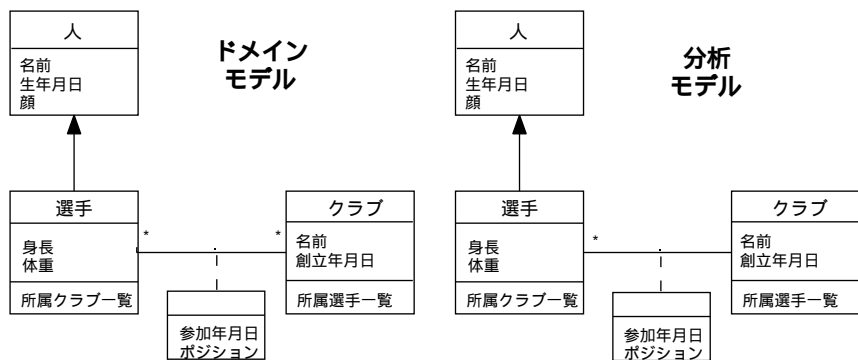 人
名前
生年月日
顔
ドメイン
モデル
選手
身長
体重
所属クラブ一覧
*
*
クラブ
名前
創立年月日
所属選手一覧
参加年月日
ポジション
人
名前
生年月日
顔
分析
モデル
選手
身長
体重
所属クラブ一覧
*
クラブ
名前
創立年月日
所属選手一覧
参加年月日
ポジション